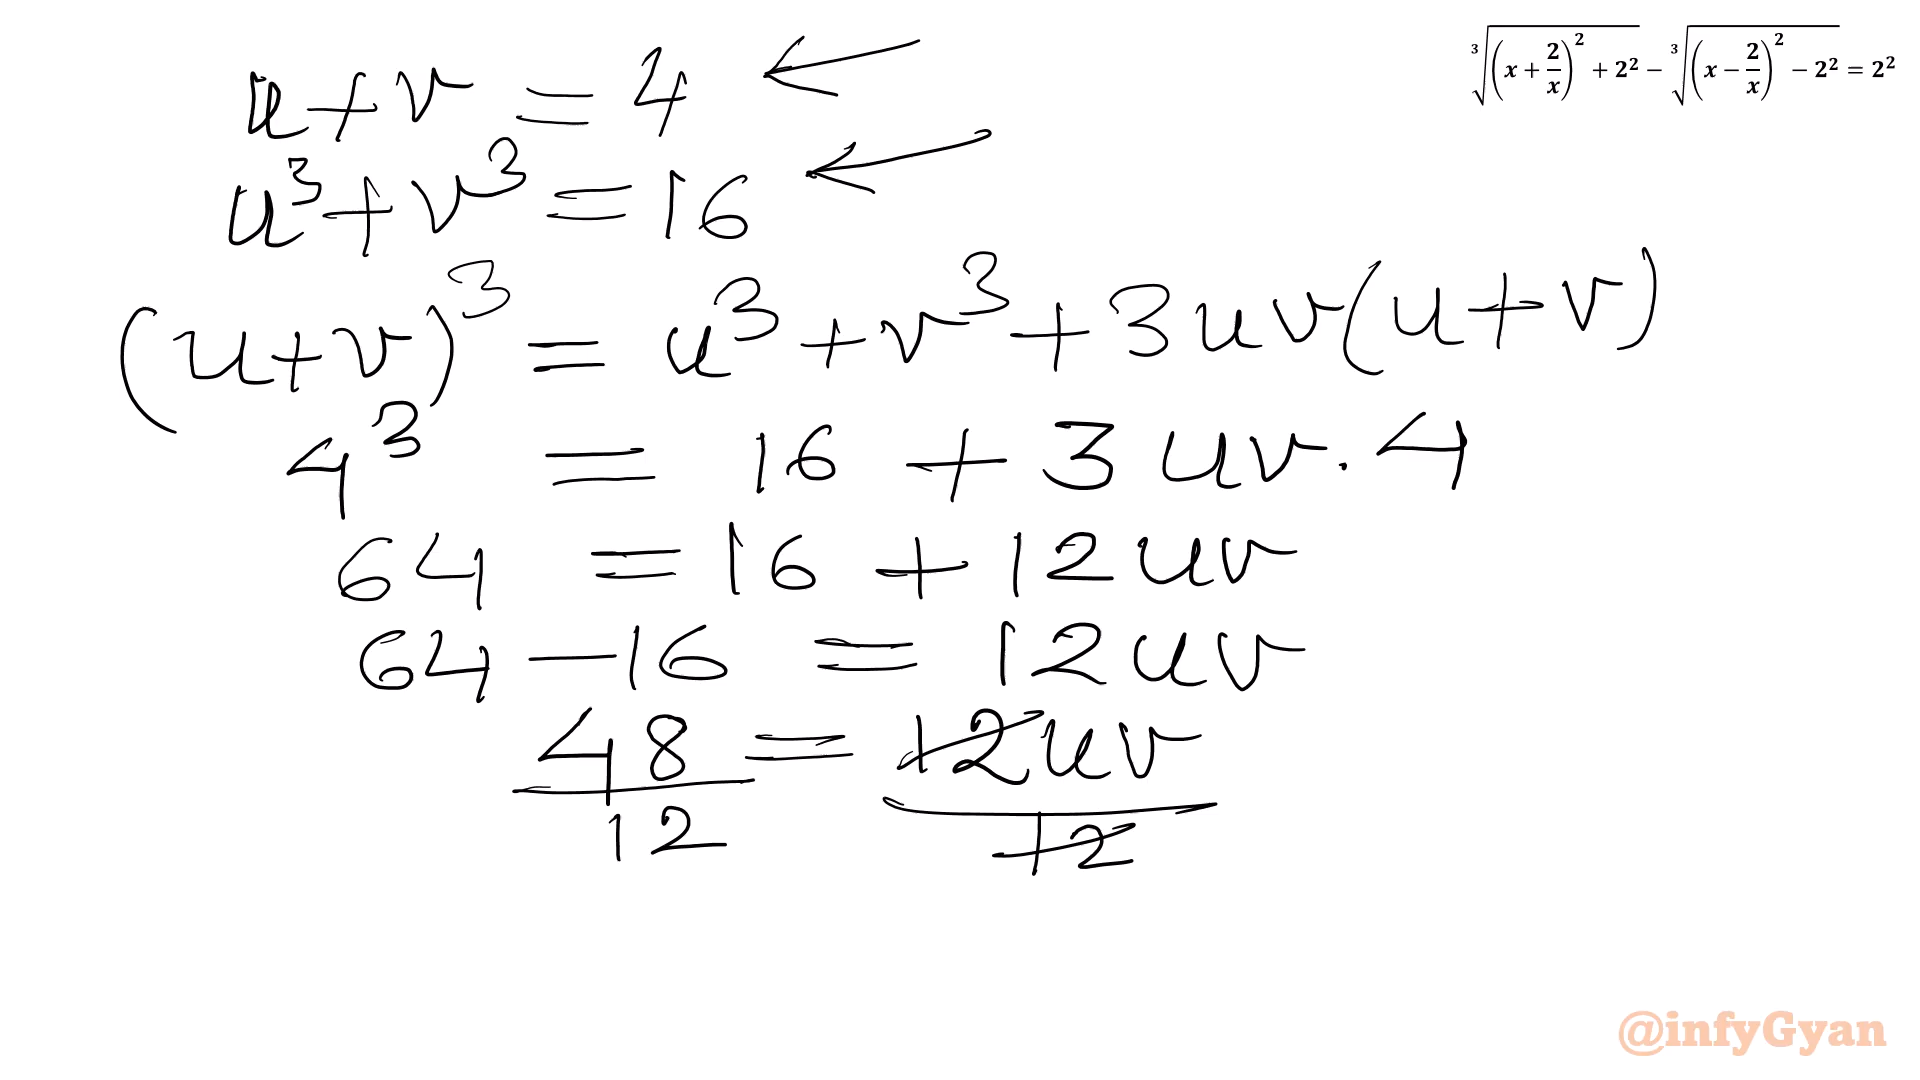 u+v=4
∛((x+2/x)²+2²) − ∛((x−2/x)²−2²) = 2²
u³+v³=16
(u+v)³ = u³+v³+3uv(u+v)
4³ = 16 + 3uv.4
64 = 16 + 12uv
64−16 = 12uv
48/12 = 12uv/12
@infyGyan